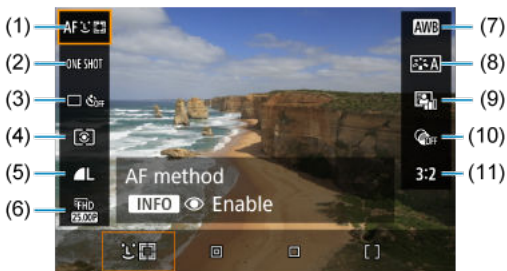 (1) AF
(2) ONE SHOT
(3) OFF
(4)
(5) L
(6) FHD 25.00P
(7) AWB
(8) A
(9)
(10) OFF
(11) 3:2
AF method
INFO Enable